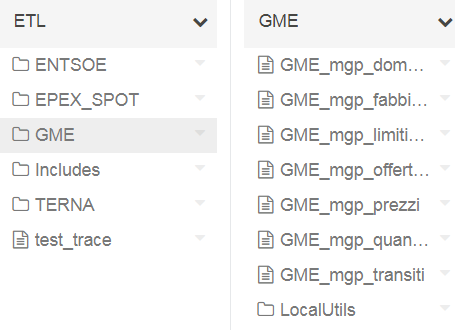 ETL
ENTSOE
EPEX_SPOT
GME
Includes
TERNA
test_trace
GME
GME_mgp_dom...
GME_mgp_fabbi...
GME_mgp_limiti...
GME_mgp_offert...
GME_mgp_prezzi
GME_mgp_quan...
GME_mgp_transiti
LocalUtils